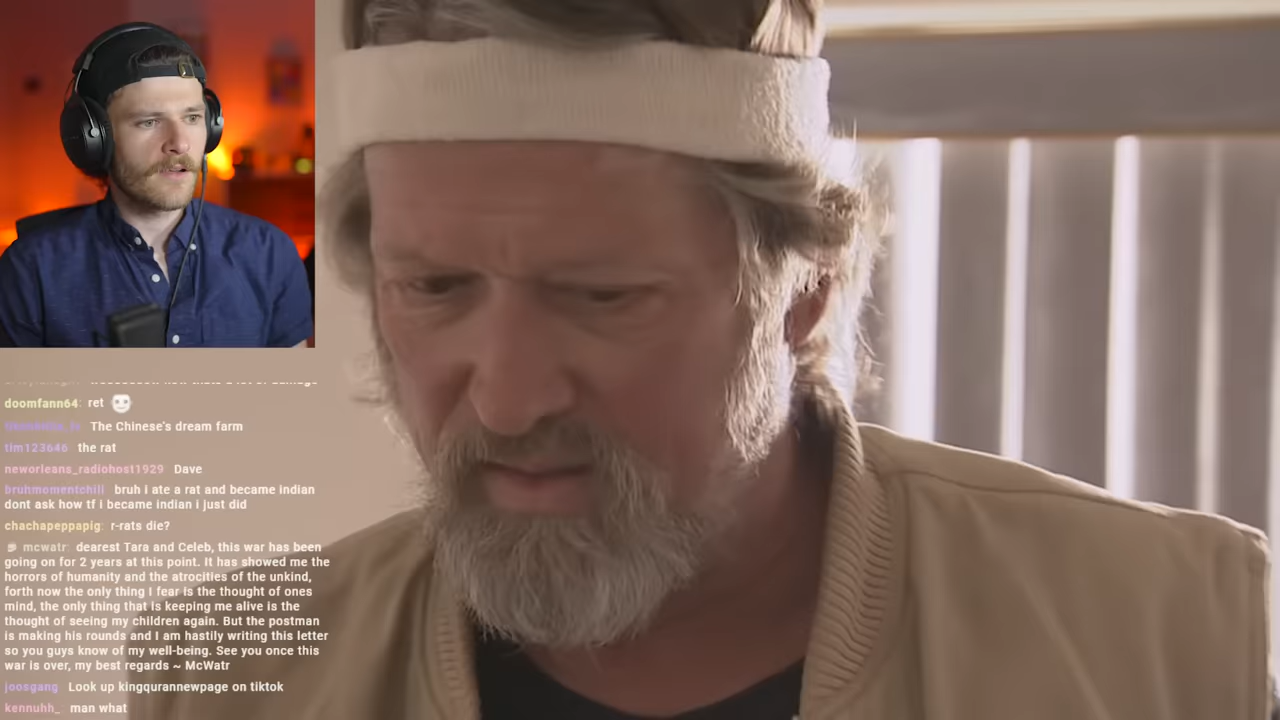 doomfann64: ret
The Chinese's dream farm
tim123646 the rat
neworleans_radiohost1929 Dave
bruhmomentchill bruh i ate a rat and became indian
dont ask how tf i became indian i just did
chachapeppapig: r-rats die?
mcwatr: dearest Tara and Celeb, this war has been
going on for 2 years at this point. It has showed me the
horrors of humanity and the atrocities of the unkind,
forth now the only thing I fear is the thought of ones
mind, the only thing that is keeping me alive is the
thought of seeing my children again. But the postman
is making his rounds and I am hastily writing this letter
so you guys know of my well-being. See you once this
war is over, my best regards ~ McWatr
joosgang Look up kingqurannewpage on tiktok
kennuhh_ man what